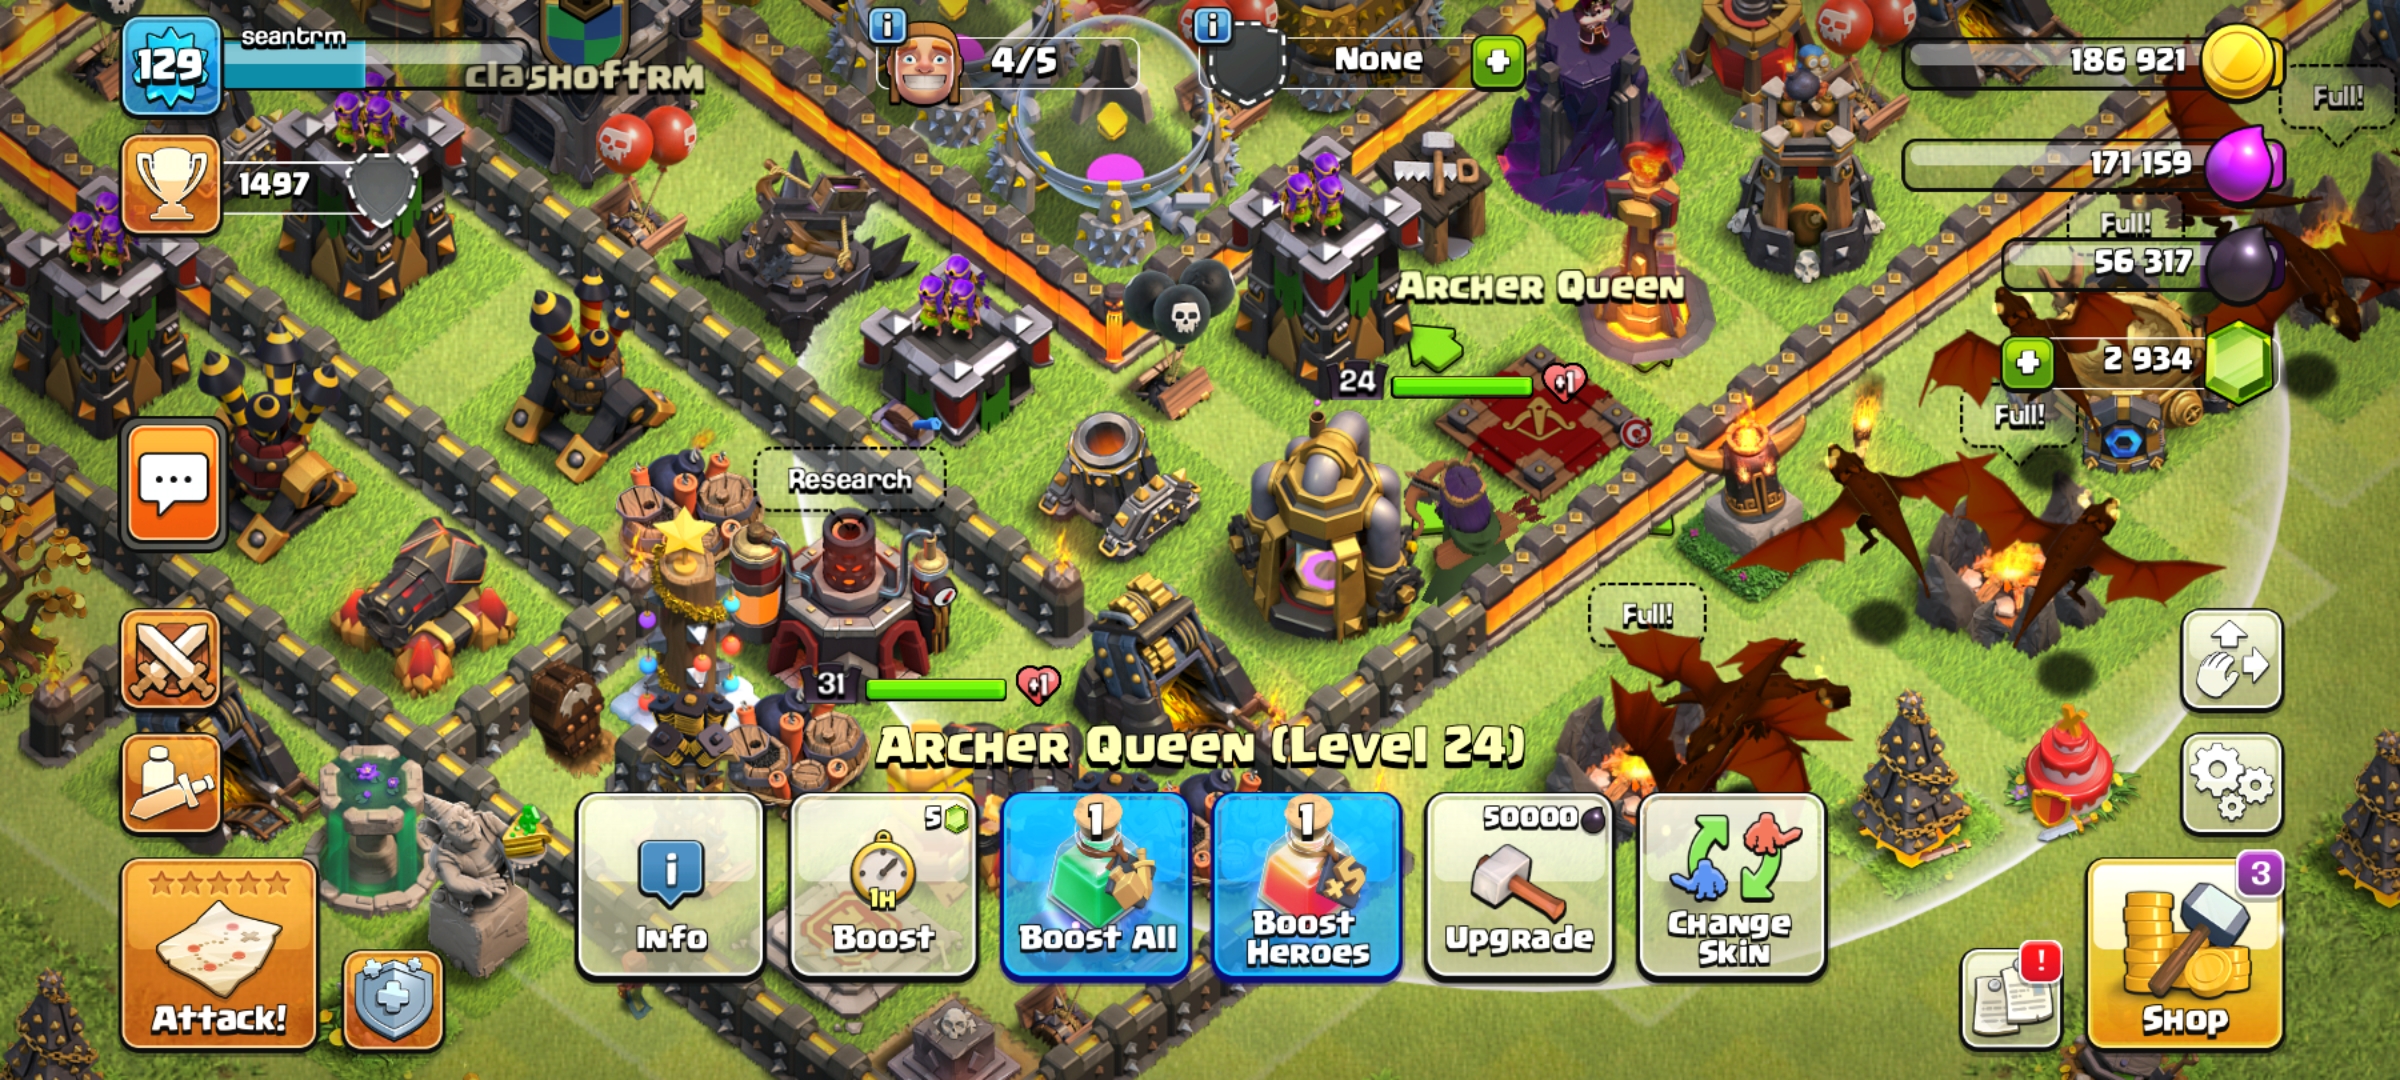 129
seantrm
clashoftRM
i
4/5
i
None
186 921
Full!
1497
171 159
Full!
56 317
Archer Queen
24
+1
2 934
Full!
Research
Full!
31
+1
Archer Queen (Level 24)
Info
5
1H
Boost
1
Boost All
1
+5
Boost
Heroes
50000
Upgrade
Change
Skin
Attack!
!
3
Shop